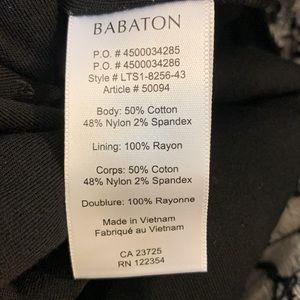 BABATON
P.O. # 4500034285
P.O. # 4500034286
Style # LTS1-8256-43
Article # 50094
Body: 50% Cotton
48% Nylon 2% Spandex
Lining: 100% Rayon
Corps: 50% Coton
48% Nylon 2% Spandex
Doublure: 100% Rayonne
Made in Vietnam
Fabriqué au Vietnam
CA 23725
RN 122354